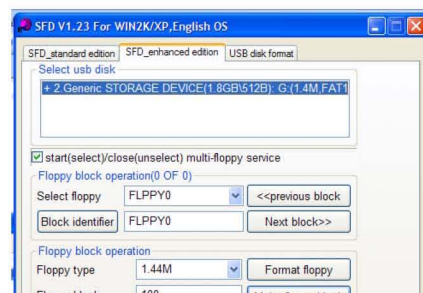 SFD V1.23 For WIN2K/XP,English OS
SFD_standard edition SFD_enhanced edition USB disk format
Select usb disk
+ 2.Generic STORAGE DEVICE(1.8GB\512B): G:(1.4M,FAT1
start(select)/close(unselect) multi-floppy service
Floppy block operation(0 OF 0)
Select floppy FLPPY0 <<previous block
Block identifier FLPPY0 Next block>>
Floppy block operation
Floppy type 1.44M Format floppy
100